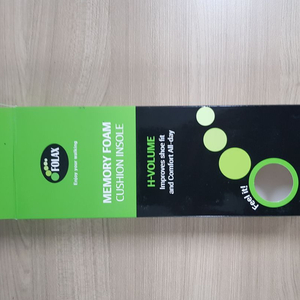 FOLAX
Enjoy your walking
MEMORY FOAM
CUSHION INSOLE
H-VOLUME
Improves shoe fit
and Comfort All-day
Feel it!